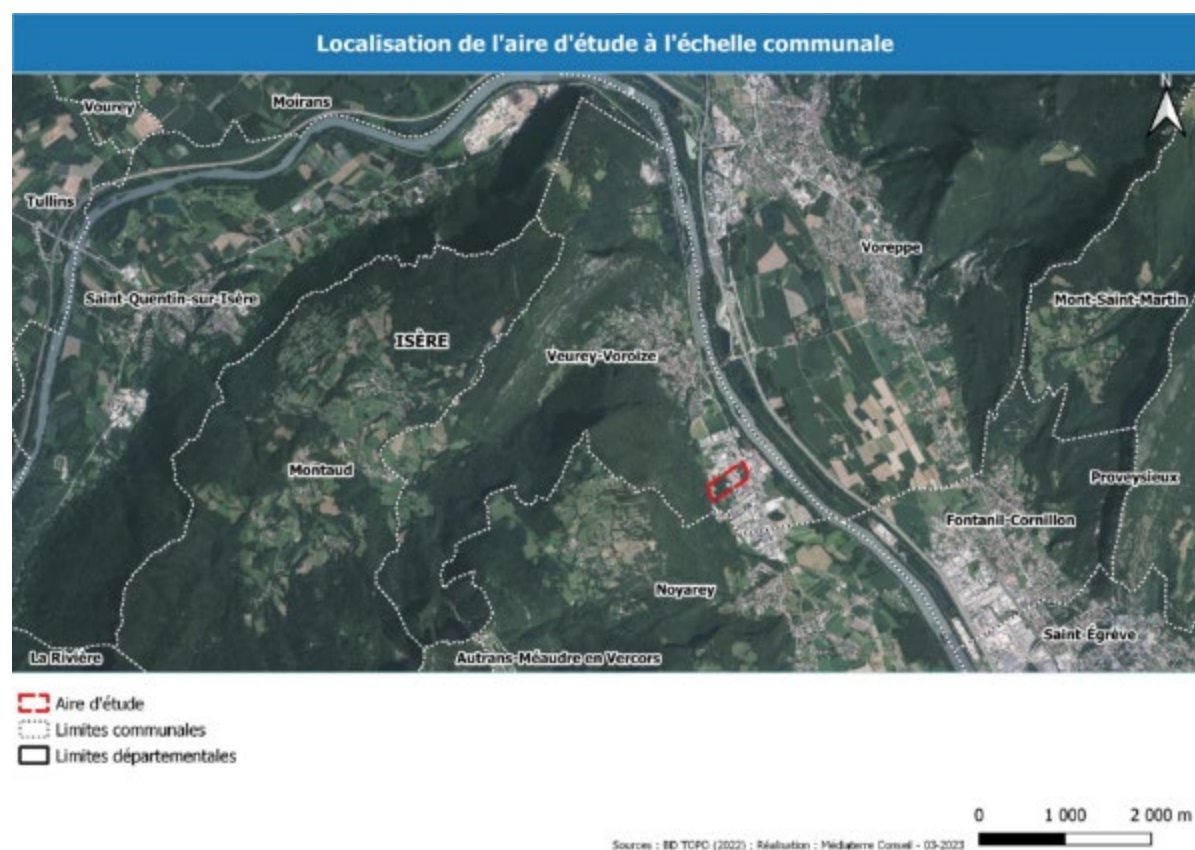 Localisation de l'aire d'étude à l'échelle communale
N
Vourey
Moirans
Tullins
Voreppe
Saint-Quentin-sur-Isère
Mont-Saint-Martin
ISÈRE
Veurey-Voroize
Montaud
Proveysieux
Fontanil-Cornillon
Noyarey
Saint-Égrève
La Rivière
Autrans-Méaudre en Vercors
Aire d'étude
Limites communales
Limites départementales
0 1 000 2 000 m
Sources : BD TOPO (2022) ; Réalisation : Médiaterre Conseil - 03-2023